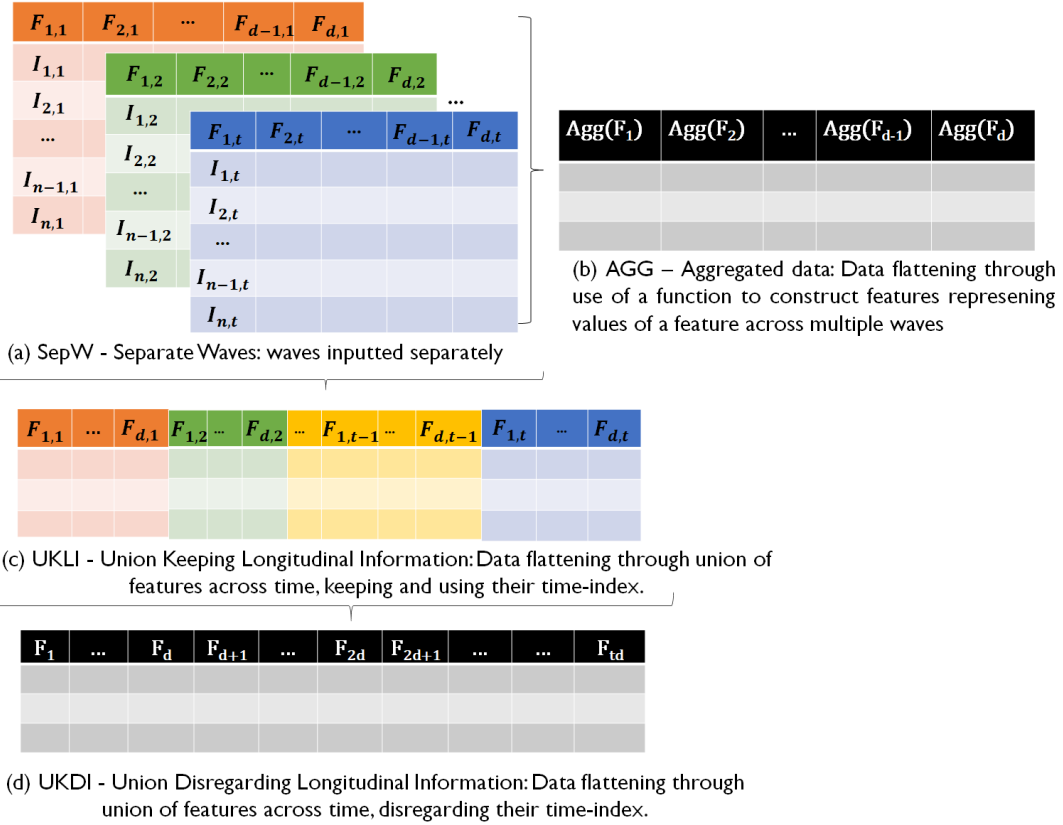 F1,1 F2,1 ... Fd−1,1 Fd,1
I1,1
I2,1
...
In−1,1
In,1
F1,2 F2,2 ... Fd−1,2 Fd,2
I1,2
I2,2
...
In−1,2
In,2
...
F1,t F2,t ... Fd−1,t Fd,t
I1,t
I2,t
...
In−1,t
In,t
(a) SepW - Separate Waves: waves inputted separately
Agg(F1) Agg(F2) ... Agg(Fd-1) Agg(Fd)
(b) AGG – Aggregated data: Data flattening through
use of a function to construct features represening
values of a feature across multiple waves
F1,1 ... Fd,1 F1,2 ... Fd,2 ... F1,t−1 ... Fd,t−1 F1,t ... Fd,t
(c) UKLI - Union Keeping Longitudinal Information: Data flattening through union of
features across time, keeping and using their time-index.
F1 ... Fd Fd+1 ... F2d F2d+1 ... ... Ftd
(d) UKDI - Union Disregarding Longitudinal Information: Data flattening through
union of features across time, disregarding their time-index.